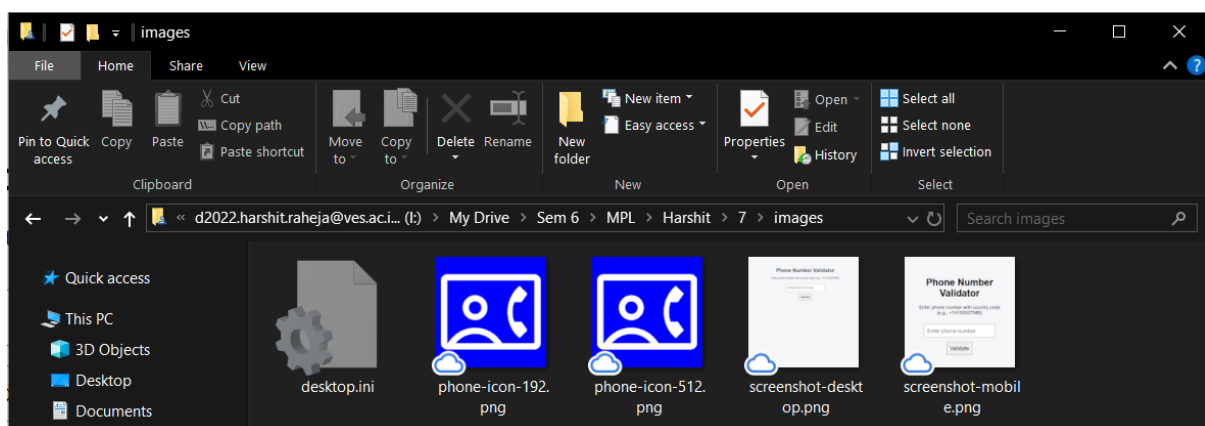 images
File Home Share View
Pin to Quick access
Copy
Paste
Cut
Copy path
Paste shortcut
Move to
Copy to
Delete
Rename
New folder
New item
Easy access
Properties
Open
Edit
History
Select all
Select none
Invert selection
Clipboard Organize New Open Select
« d2022.harshit.raheja@ves.ac.i... (I:) > My Drive > Sem 6 > MPL > Harshit > 7 > images
Search images
Quick access
This PC
3D Objects
Desktop
Documents
Phone Number Validator
Phone Number
Validator
Enter phone number with country code
Enter phone number
Validate
desktop.ini
phone-icon-192.
png
phone-icon-512.
png
screenshot-deskt
op.png
screenshot-mobil
e.png